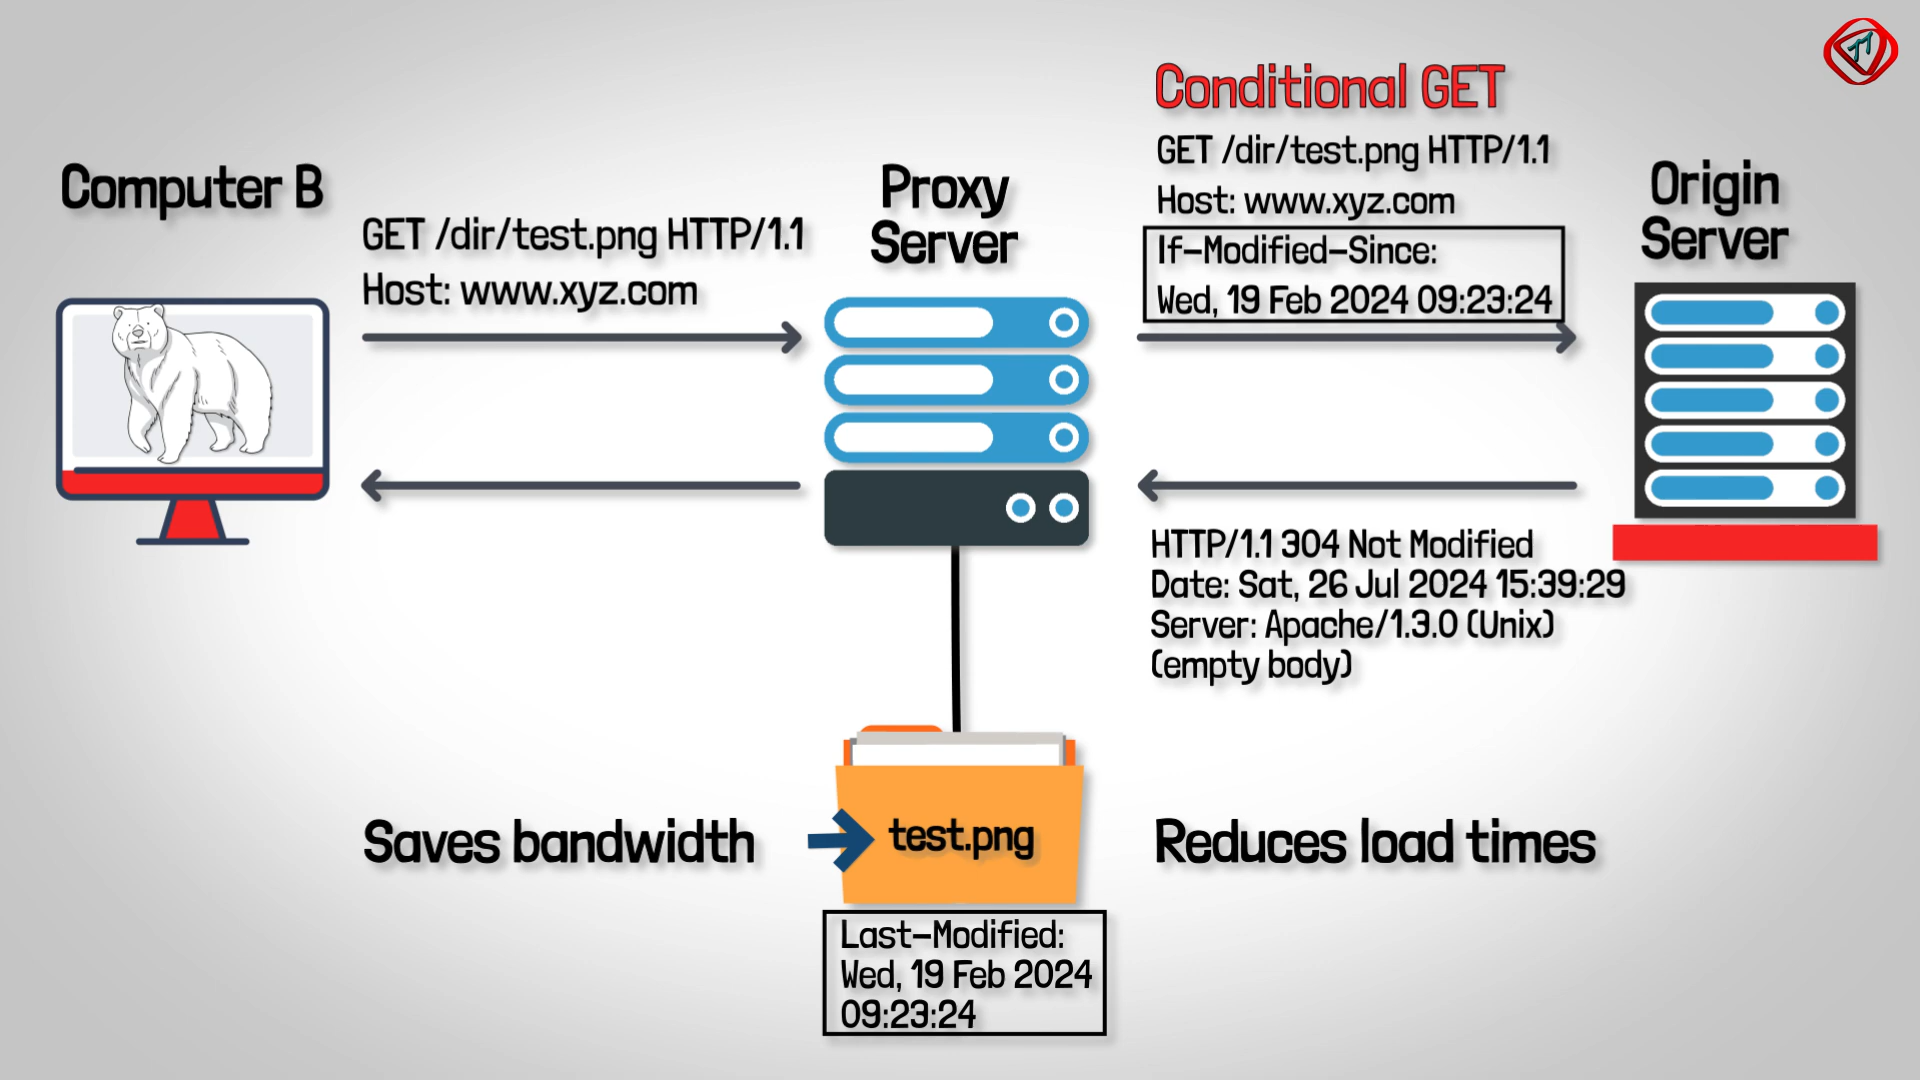 Conditional GET
GET /dir/test.png HTTP/1.1
Host: www.xyz.com
If-Modified-Since:
Wed, 19 Feb 2024 09:23:24
Computer B
GET /dir/test.png HTTP/1.1
Host: www.xyz.com
Proxy
Server
Origin
Server
HTTP/1.1 304 Not Modified
Date: Sat, 26 Jul 2024 15:39:29
Server: Apache/1.3.0 (Unix)
(empty body)
Saves bandwidth
test.png
Reduces load times
Last-Modified:
Wed, 19 Feb 2024
09:23:24